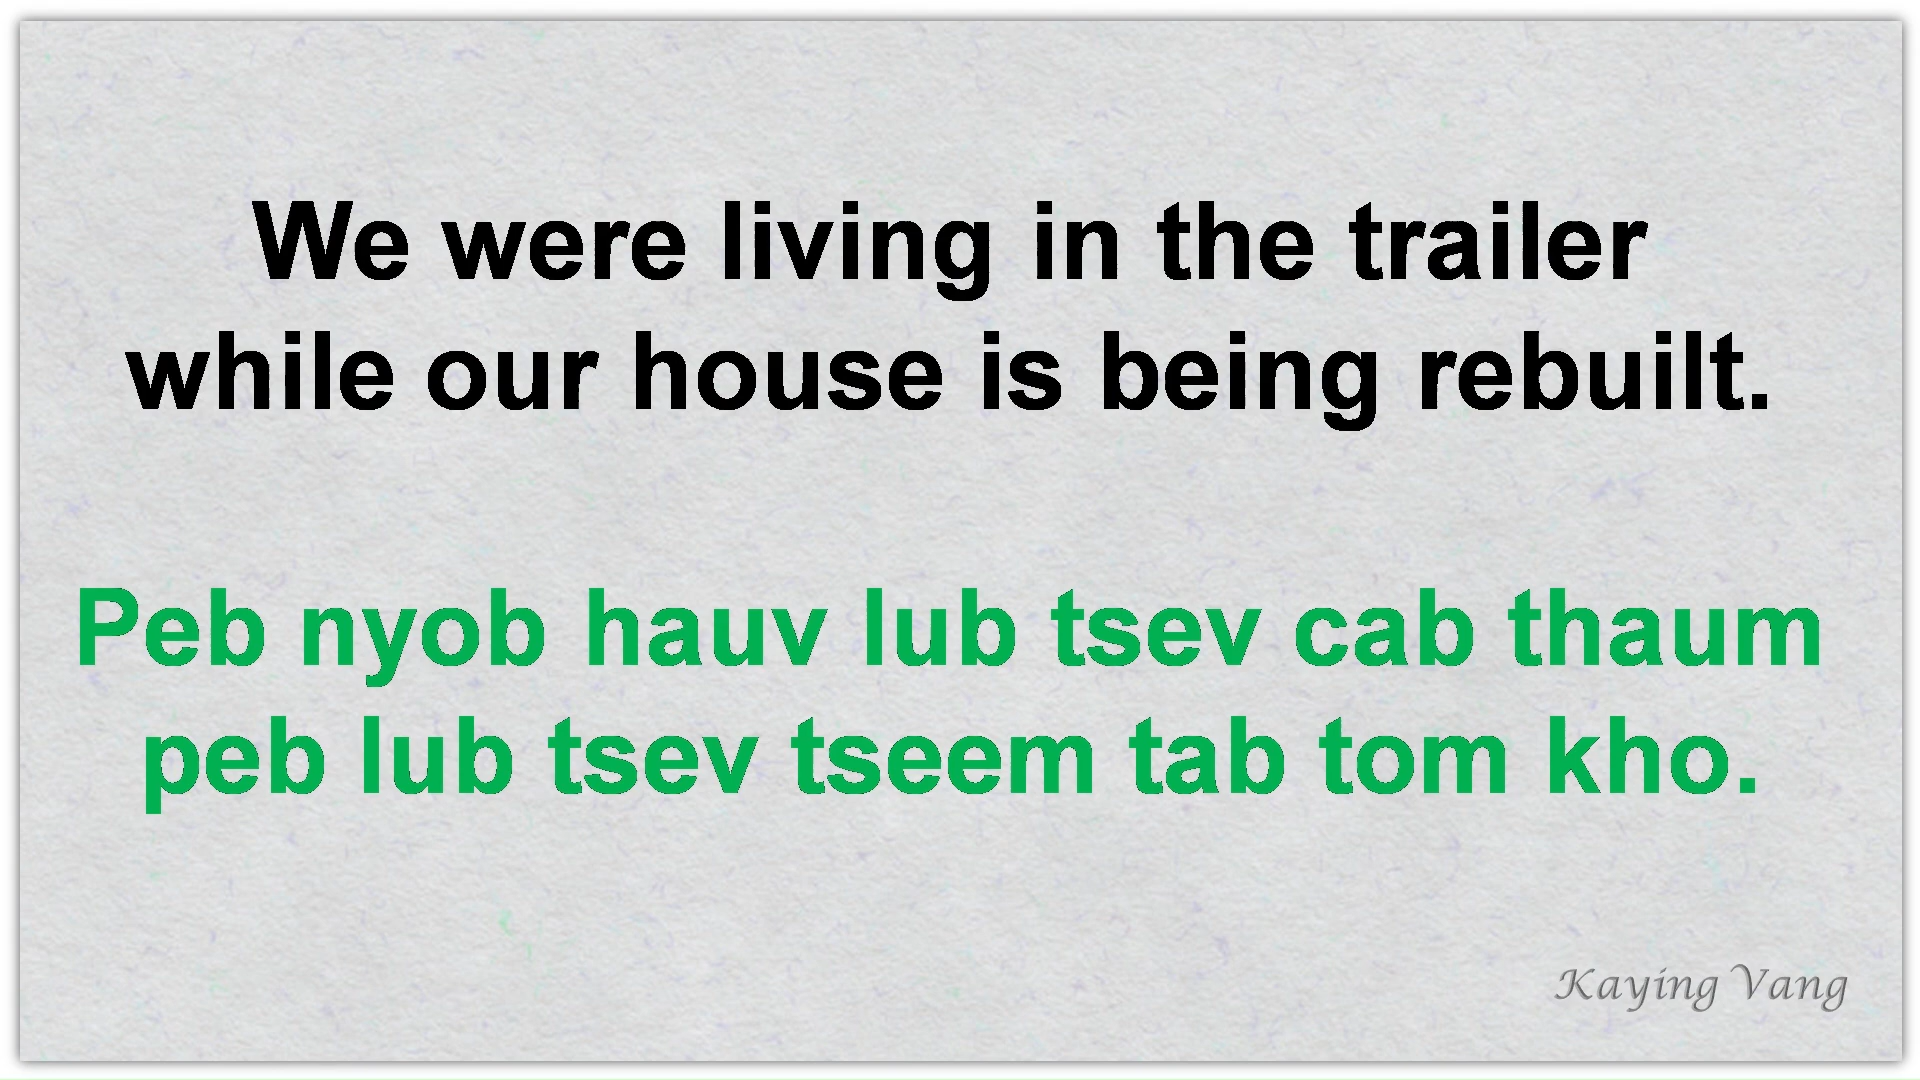 We were living in the trailer
while our house is being rebuilt.
Peb nyob hauv lub tsev cab thaum
peb lub tsev tseem tab tom kho.
Kaying Vang